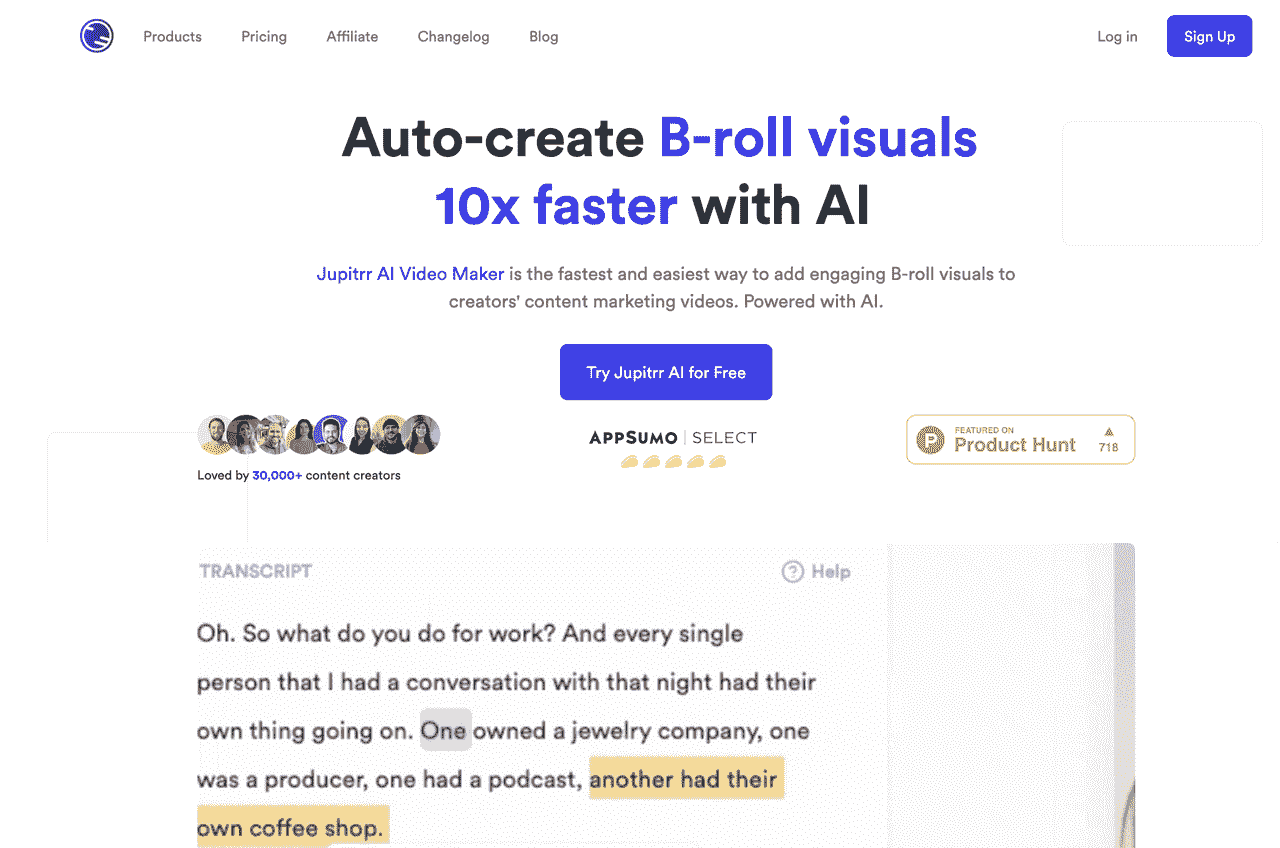 Products Pricing Affiliate Changelog Blog Log in Sign Up
Auto-create B-roll visuals
10x faster with AI
Jupitrr AI Video Maker is the fastest and easiest way to add engaging B-roll visuals to
creators' content marketing videos. Powered with AI.
Try Jupitrr AI for Free
Loved by 30,000+ content creators
APPSUMO | SELECT
FEATURED ON
Product Hunt
718
TRANSCRIPT
Help
Oh. So what do you do for work? And every single
person that I had a conversation with that night had their
own thing going on. One owned a jewelry company, one
was a producer, one had a podcast, another had their
own coffee shop.